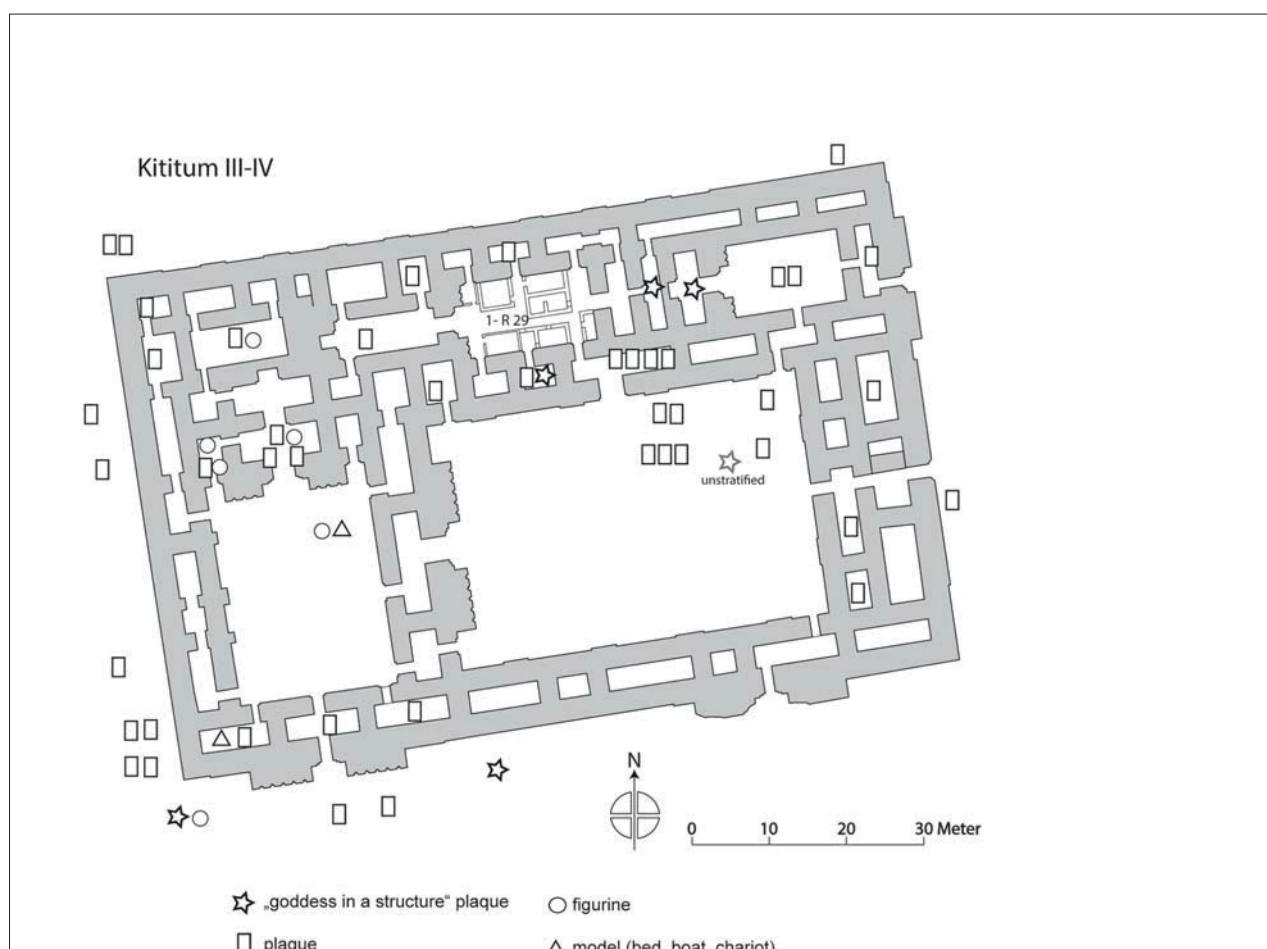 Kititum III-IV
1- R 29
unstratified
N
0 10 20 30 Meter
„goddess in a structure“ plaque
figurine
plaque
model (bed, boat, chariot)